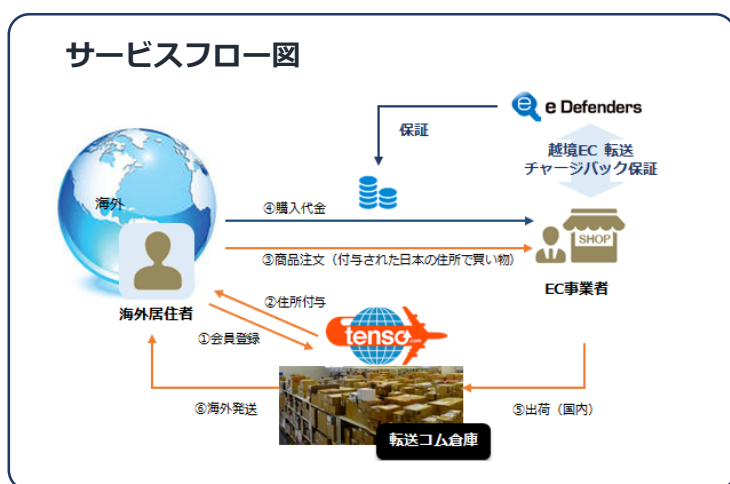 サービスフロー図
e Defenders
保証
越境EC 転送
チャージバック保証
海外
④購入代金
SHOP
③商品注文（付与された日本の住所で買い物）
EC事業者
②住所付与
海外居住者
tenso.com
①会員登録
⑥海外発送
⑤出荷（国内）
転送コム倉庫